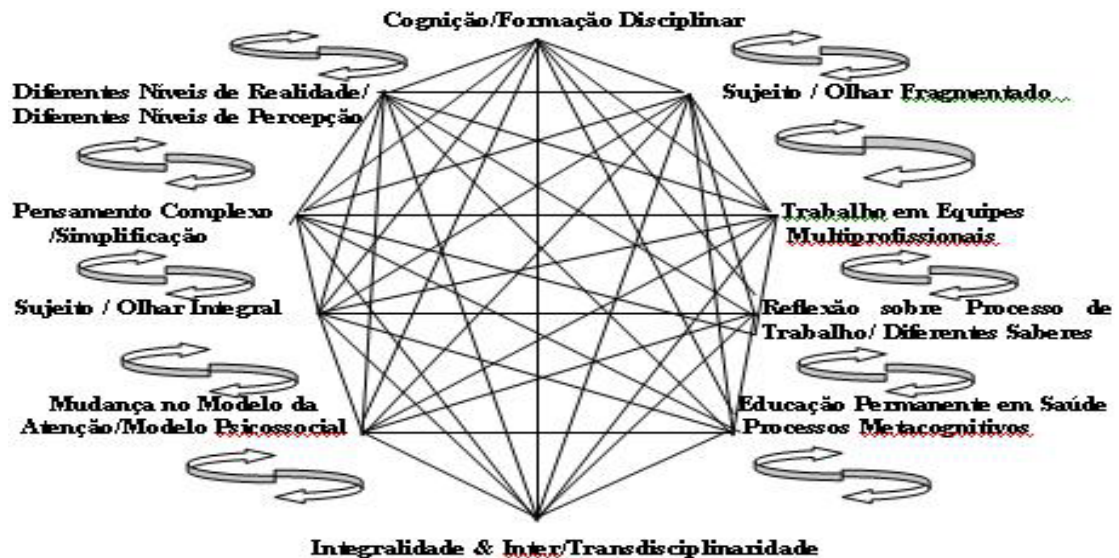 Cognição/Formação Disciplinar
Diferentes Níveis de Realidade/
Diferentes Níveis de Percepção
Sujeito / Olhar Fragmentado
Pensamento Complexo
/Simplificação
Trabalho em Equipes
Multiprofissionais
Sujeito / Olhar Integral
Reflexão sobre Processo de
Trabalho/ Diferentes Saberes
Mudança no Modelo da
Atenção/Modelo Psicossocial
Educação Permanente em Saúde
Processos Metacognitivos
Integralidade & Inter/Transdisciplinaridade